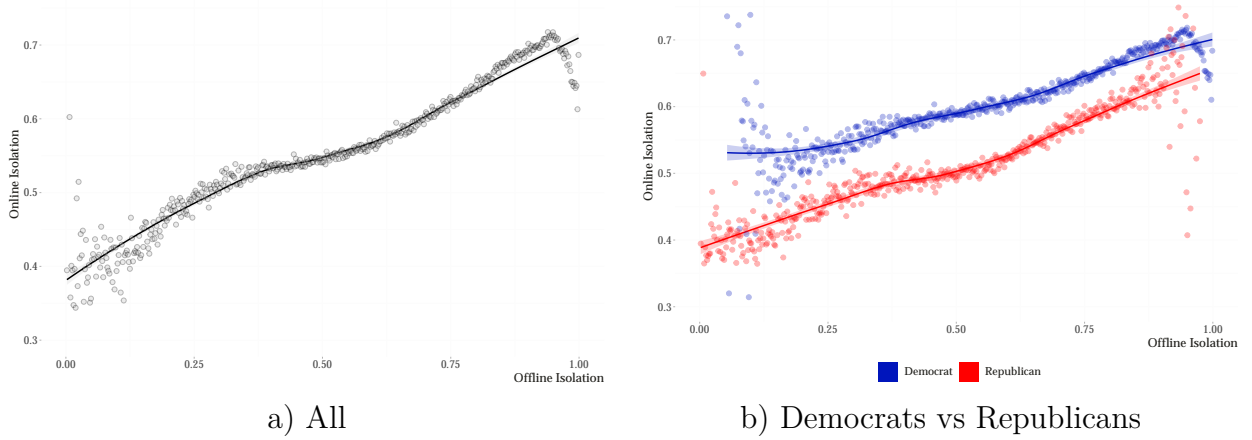 0.7
0.6
0.5
0.4
0.3
Online Isolation
0.00
0.25
0.50
0.75
1.00
Offline Isolation
a) All
0.7
0.6
0.5
0.4
0.3
Online Isolation
0.00
0.25
0.50
0.75
1.00
Offline Isolation
Democrat
Republican
b) Democrats vs Republicans